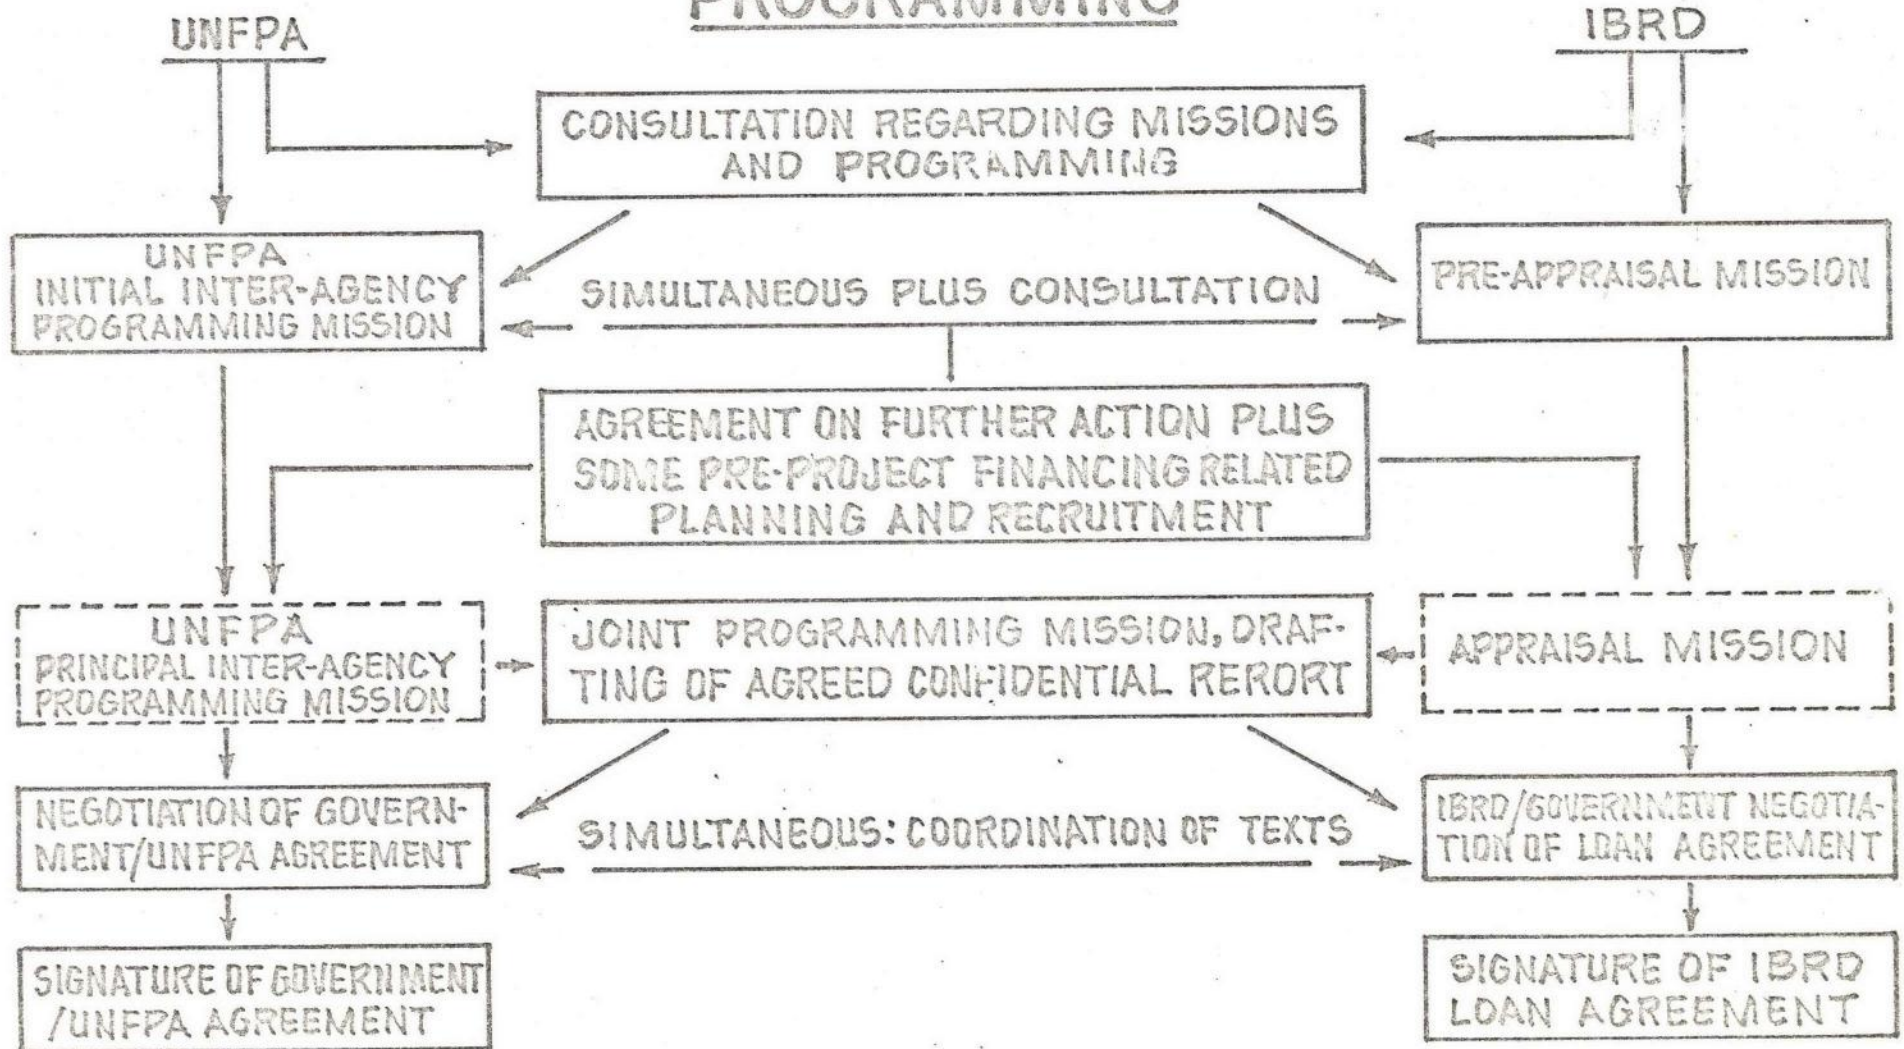 PROGRAMMING
UNFPA
IBRD
CONSULTATION REGARDING MISSIONS
AND PROGRAMMING
UNFPA
INITIAL INTER-AGENCY
PROGRAMMING MISSION
SIMULTANEOUS PLUS CONSULTATION
PRE-APPRAISAL MISSION
AGREEMENT ON FURTHER ACTION PLUS
SOME PRE-PROJECT FINANCING RELATED
PLANNING AND RECRUITMENT
UNFPA
PRINCIPAL INTER-AGENCY
PROGRAMMING MISSION
JOINT PROGRAMMING MISSION, DRAF-
TING OF AGREED CONFIDENTIAL RERORT
APPRAISAL MISSION
NEGOTIATION OF GOVERN-
MENT/UNFPA AGREEMENT
SIMULTANEOUS: COORDINATION OF TEXTS
IBRD/GOVERNMENT NEGOTIA-
TION OF LOAN AGREEMENT
SIGNATURE OF GOVERNMENT
/UNFPA AGREEMENT
SIGNATURE OF IBRD
LOAN AGREEMENT